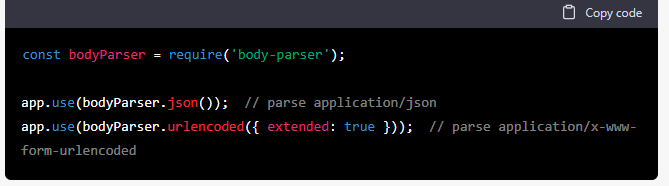 Copy code
const bodyParser = require('body-parser');
app.use(bodyParser.json());  // parse application/json
app.use(bodyParser.urlencoded({ extended: true }));  // parse application/x-www-
form-urlencoded